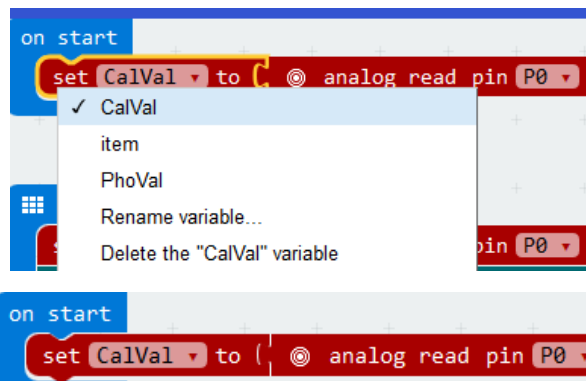 on start
set CalVal to analog read pin P0
✓ CalVal
item
PhoVal
Rename variable...
Delete the "CalVal" variable
pin P0
on start
set CalVal to analog read pin P0